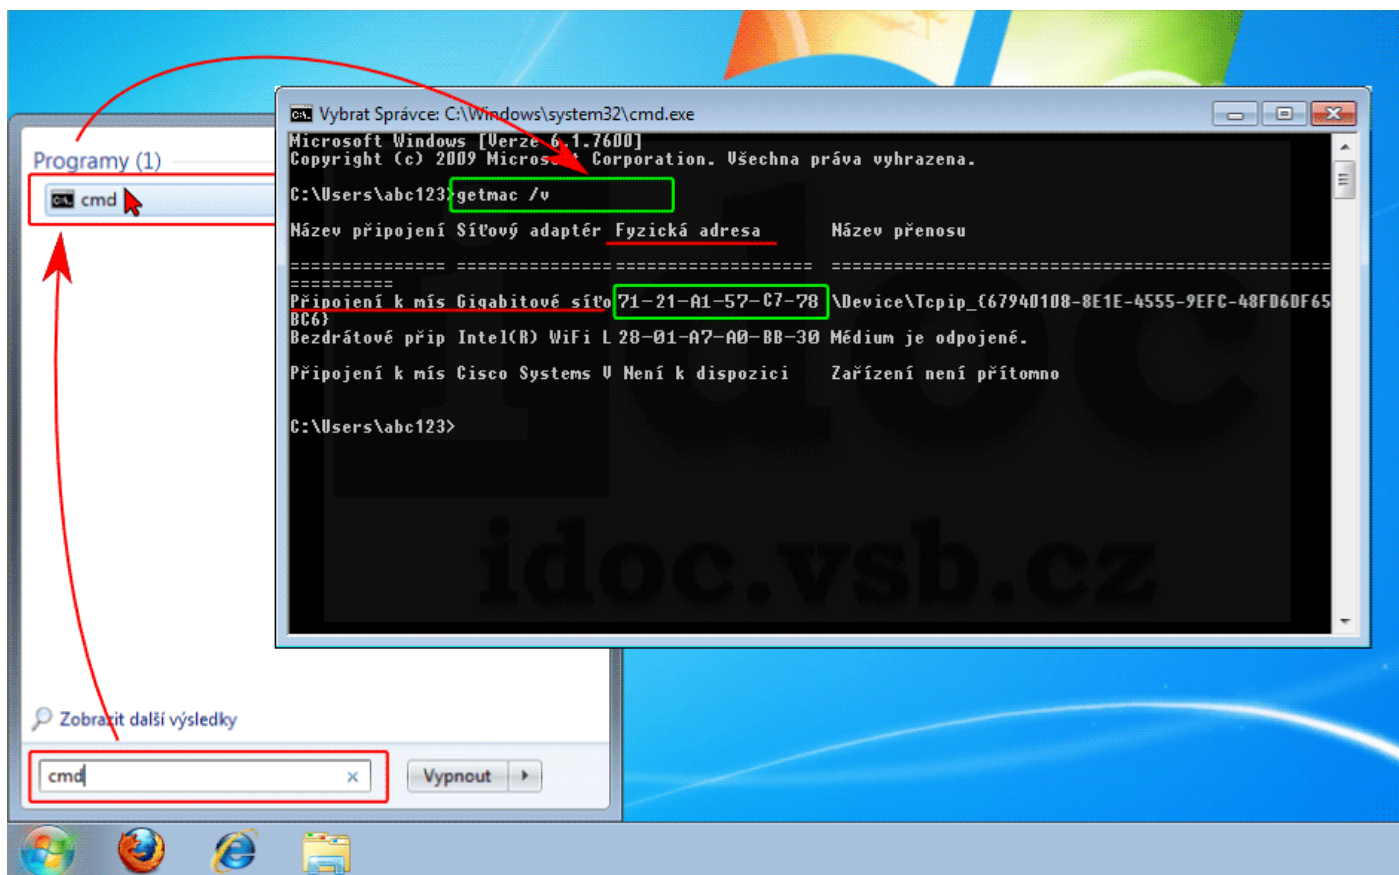 Vybrat Správce: C:\Windows\system32\cmd.exe
Microsoft Windows [Verze 6.1.7600]
Copyright (c) 2009 Microsoft Corporation. Všechna práva vyhrazena.
C:\Users\abc123>getmac /v
Název připojení Síťový adaptér Fyzická adresa Název přenosu
=============== =============== =================== ==========================================================
Připojení k mís Gigabitové síťo 71-21-A1-57-C7-78 \Device\Tcpip_{67940108-8E1E-4555-9EFC-48FD6DF65
BC6}
Bezdrátové přip Intel(R) WiFi L 28-01-A7-A0-BB-30 Médium je odpojené.
Připojení k mís Cisco Systems V Není k dispozici Zařízení není přítomno
C:\Users\abc123>
idoc
idoc.vsb.cz
Programy (1)
cmd
Zobrazit další výsledky
cmd
Vypnout